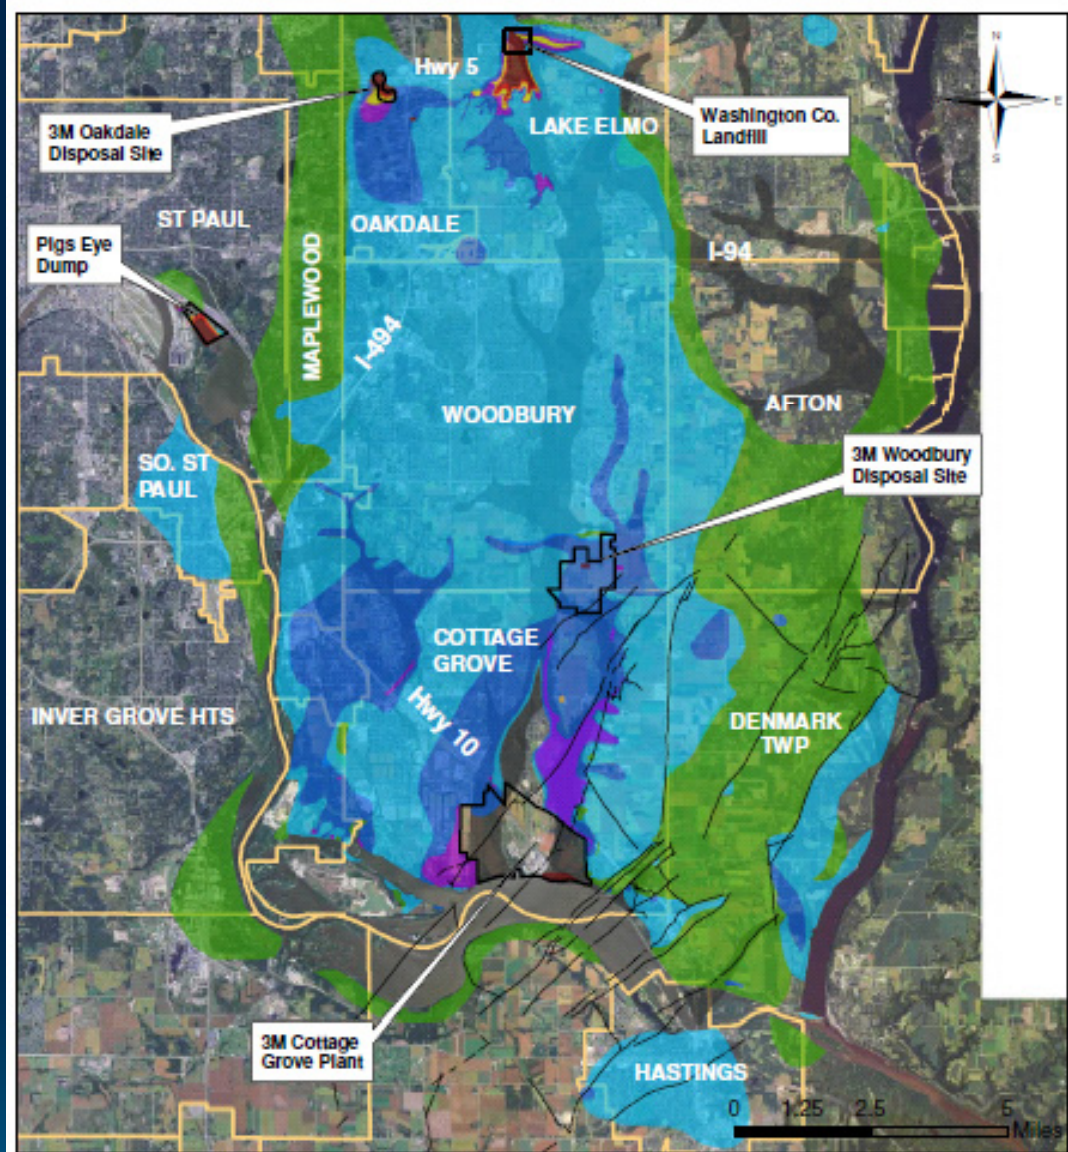 N
E
S
Hwy 5
Washington Co.
Landfill
3M Oakdale
Disposal Site
LAKE ELMO
ST PAUL
OAKDALE
Pigs Eye
Dump
I-94
MAPLEWOOD
I-494
WOODBURY
AFTON
3M Woodbury
Disposal Site
SO. ST
PAUL
COTTAGE
GROVE
Hwy 10
INVER GROVE HTS
DENMARK
TWP
3M Cottage
Grove Plant
HASTINGS
0 1.25 2.5 5
Miles